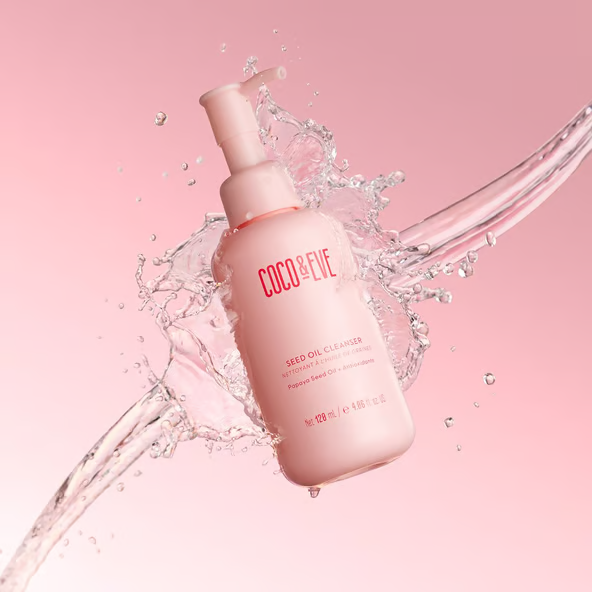 COCO & EVE
SEED OIL CLEANSER
NETTOYANT À L'HUILE DE GRAINES
Papaya Seed Oil + Antioxidants
Net 120 mL / ℮ 4.06 fl oz US